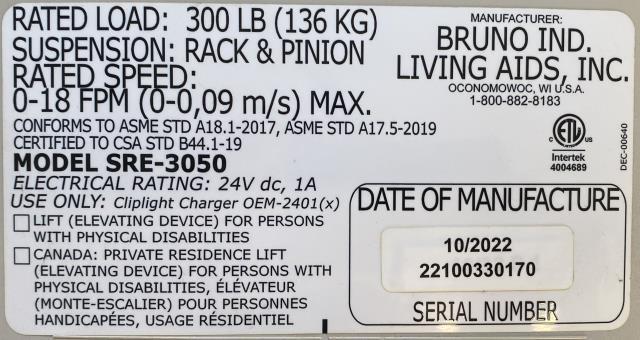 RATED LOAD: 300 LB (136 KG)
SUSPENSION: RACK & PINION
RATED SPEED:
0-18 FPM (0-0,09 m/s) MAX.
CONFORMS TO ASME STD A18.1-2017, ASME STD A17.5-2019
CERTIFIED TO CSA STD B44.1-19
MODEL SRE-3050
ELECTRICAL RATING: 24V dc, 1A
USE ONLY: Cliplight Charger OEM-2401(x)
LIFT (ELEVATING DEVICE) FOR PERSONS
WITH PHYSICAL DISABILITIES
CANADA: PRIVATE RESIDENCE LIFT
(ELEVATING DEVICE) FOR PERSONS WITH
PHYSICAL DISABILITIES, ÉLÉVATEUR
(MONTE-ESCALIER) POUR PERSONNES
HANDICAPÉES, USAGE RÉSIDENTIEL
MANUFACTURER:
BRUNO IND.
LIVING AIDS, INC.
OCONOMOWOC, WI U.S.A.
1-800-882-8183
C ETL US
Intertek
4004689
DEC-00640
DATE OF MANUFACTURE
10/2022
22100330170
SERIAL NUMBER